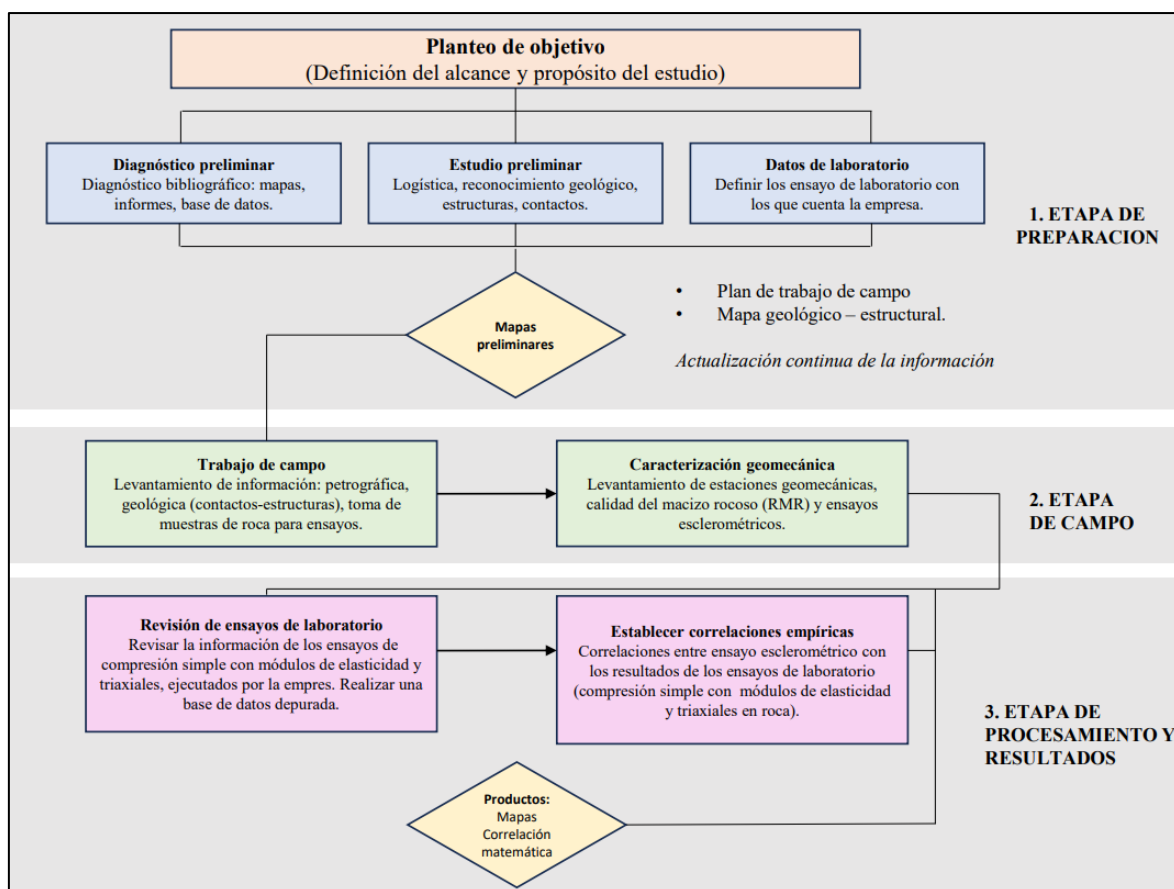 Planteo de objetivo
(Definición del alcance y propósito del estudio)
Diagnóstico preliminar
Diagnóstico bibliográfico: mapas,
informes, base de datos.
Estudio preliminar
Logística, reconocimiento geológico,
estructuras, contactos.
Datos de laboratorio
Definir los ensayo de laboratorio con
los que cuenta la empresa.
1. ETAPA DE
PREPARACION
Mapas
preliminares
• Plan de trabajo de campo
• Mapa geológico – estructural.
Actualización continua de la información
Trabajo de campo
Levantamiento de información: petrográfica,
geológica (contactos-estructuras), toma de
muestras de roca para ensayos.
Caracterización geomecánica
Levantamiento de estaciones geomecánicas,
calidad del macizo rocoso (RMR) y ensayos
esclerométricos.
2. ETAPA
DE CAMPO
Revisión de ensayos de laboratorio
Revisar la información de los ensayos de
compresión simple con módulos de elasticidad y
triaxiales, ejecutados por la empres. Realizar una
base de datos depurada.
Establecer correlaciones empíricas
Correlaciones entre ensayo esclerométrico con
los resultados de los ensayos de laboratorio
(compresión simple con módulos de elasticidad
y triaxiales en roca).
3. ETAPA DE
PROCESAMIENTO Y
RESULTADOS
Productos:
Mapas
Correlación
matemática